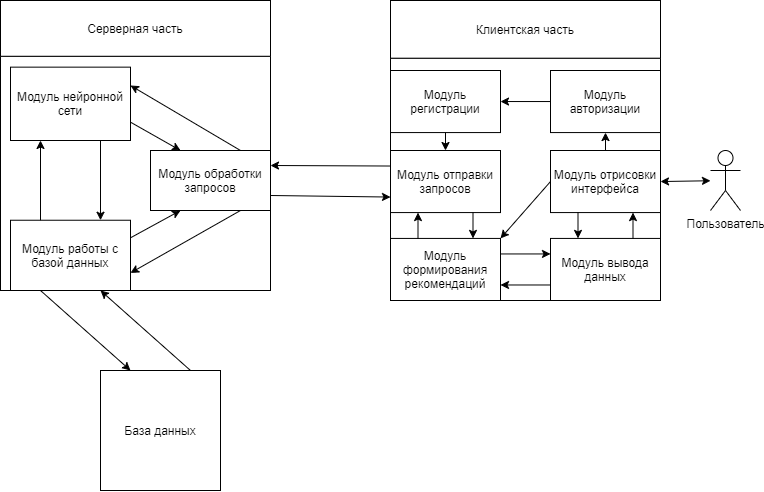 Серверная часть
Клиентская часть
Модуль нейронной
сети
Модуль
регистрации
Модуль
авторизации
Модуль обработки
запросов
Модуль отправки
запросов
Модуль отрисовки
интерфейса
Пользователь
Модуль работы с
базой данных
Модуль
формирования
рекомендаций
Модуль вывода
данных
База данных